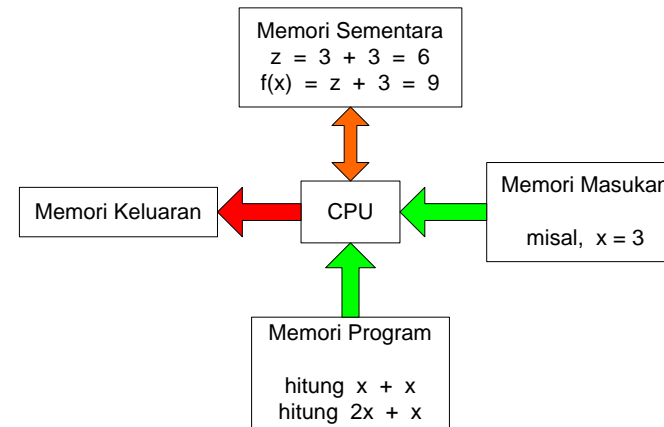 Memori Sementara
z = 3 + 3 = 6
f(x) = z + 3 = 9
Memori Keluaran
CPU
Memori Masukan
misal, x = 3
Memori Program
hitung x + x
hitung 2x + x